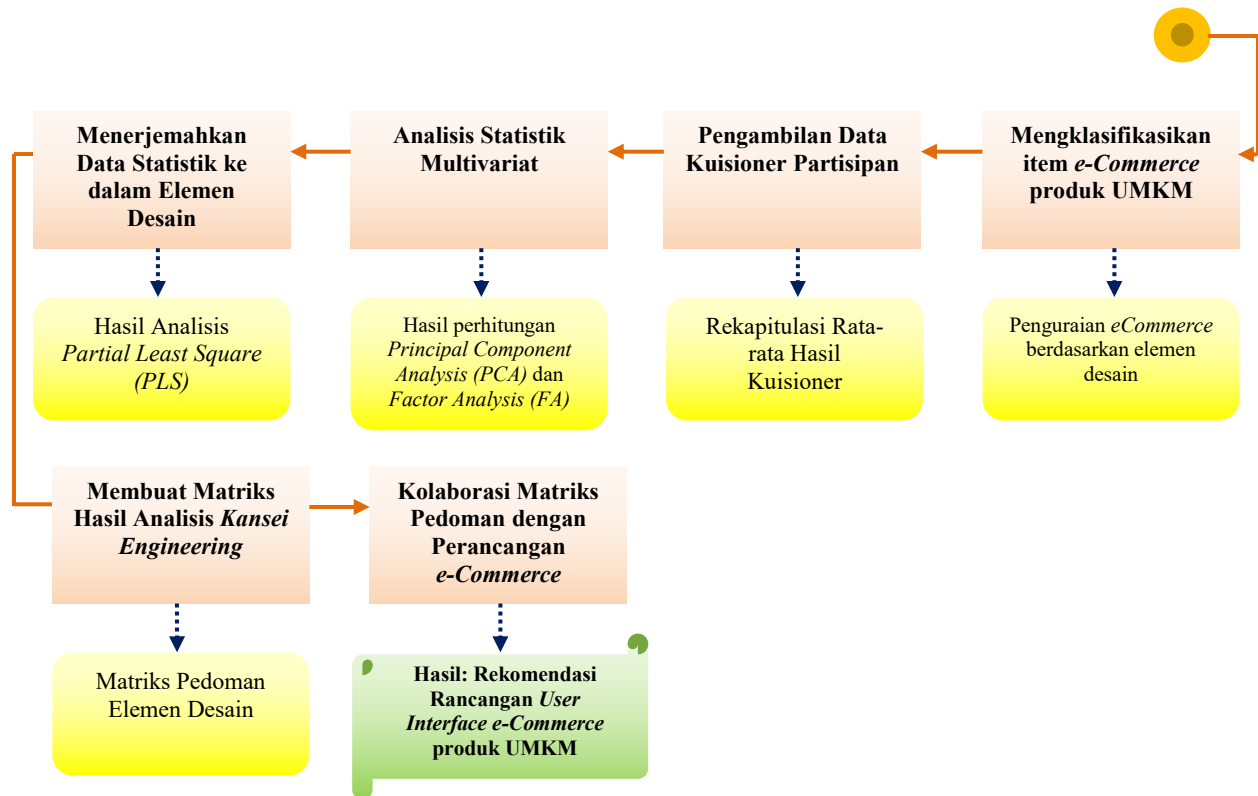 Menerjemahkan
Data Statistik ke
dalam Elemen
Desain
Analisis Statistik
Multivariat
Pengambilan Data
Kuisioner Partisipan
Mengklasifikasikan
item e-Commerce
produk UMKM
Hasil Analisis
Partial Least Square
(PLS)
Hasil perhitungan
Principal Component
Analysis (PCA) dan
Factor Analysis (FA)
Rekapitulasi Rata-
rata Hasil
Kuisioner
Penguraian eCommerce
berdasarkan elemen
desain
Membuat Matriks
Hasil Analisis Kansei
Engineering
Kolaborasi Matriks
Pedoman dengan
Perancangan
e-Commerce
Matriks Pedoman
Elemen Desain
Hasil: Rekomendasi
Rancangan User
Interface e-Commerce
produk UMKM